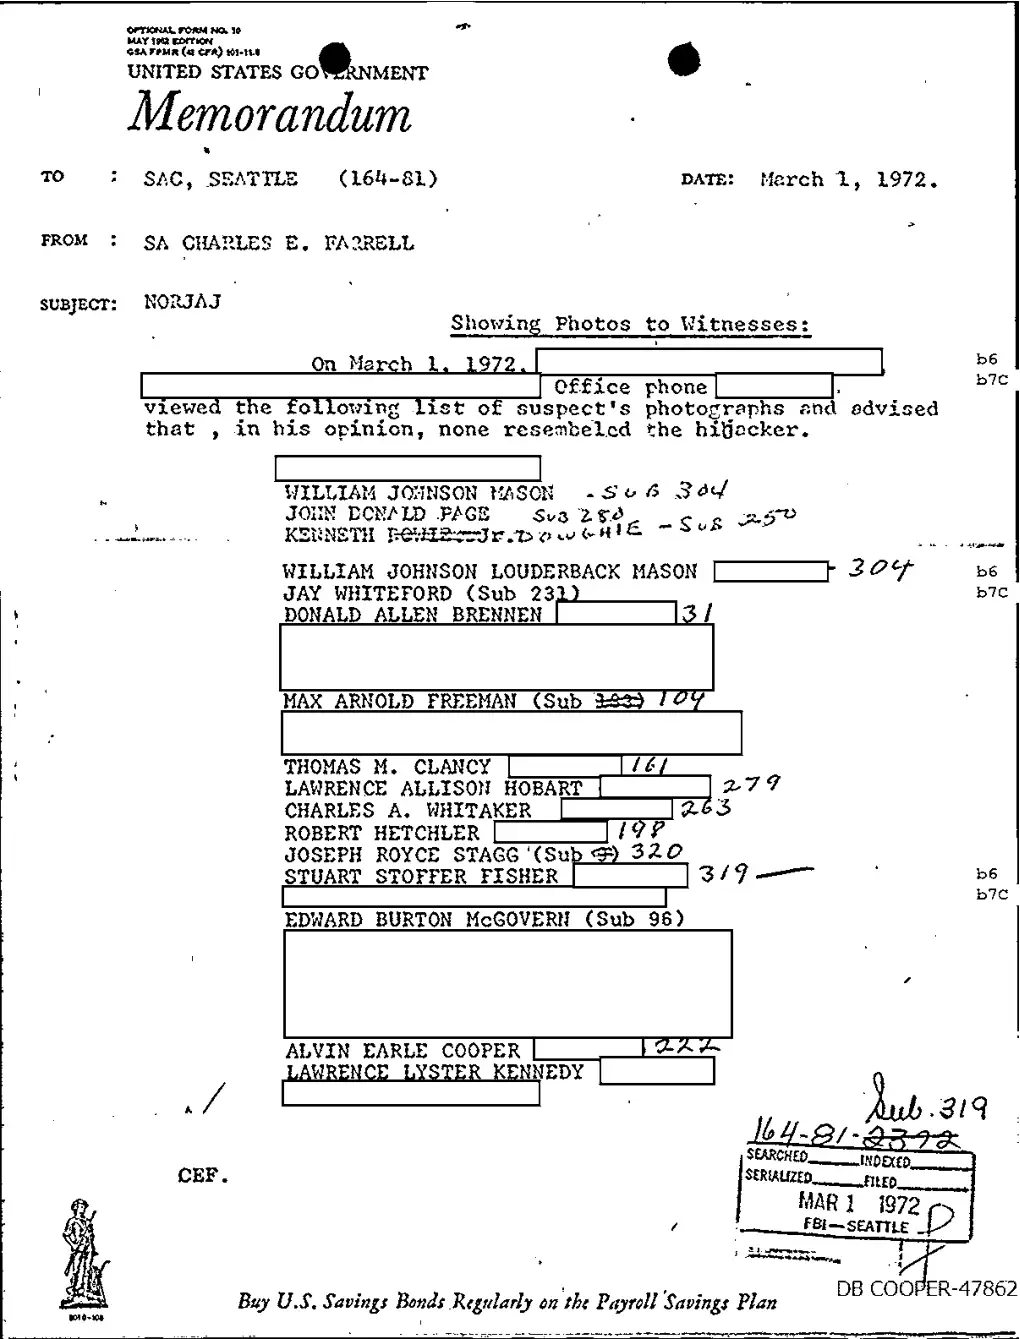 OPTIONAL FORM NO. 10
MAY 1962 EDITION
GSA FPMR (41 CFR) 101-11.6
UNITED STATES GOVERNMENT
Memorandum
TO : SAC, SEATTLE (164-81) DATE: March 1, 1972.
FROM : SA CHARLES E. FARRELL
SUBJECT: NORJAJ
Showing Photos to Witnesses:
On March 1, 1972, b6
Office phone , b7C
viewed the following list of suspect's photographs and advised
that , in his opinion, none resembeled the hijacker.
WILLIAM JOHNSON MASON - Sub 304
JOHN DONALD PAGE Sub 280
KENNETH Jr. DOWGHIE - Sub 250
WILLIAM JOHNSON LOUDERBACK MASON - 304 b6
JAY WHITEFORD (Sub 231) b7C
DONALD ALLEN BRENNEN 31
MAX ARNOLD FREEMAN (Sub 183) 104
THOMAS M. CLANCY 161
LAWRENCE ALLISON HOBART 279
CHARLES A. WHITAKER 263
ROBERT HETCHLER 198
JOSEPH ROYCE STAGG (Sub 9) 320
STUART STOFFER FISHER 319 — b6
b7C
EDWARD BURTON McGOVERN (Sub 96)
ALVIN EARLE COOPER 222
LAWRENCE LYSTER KENNEDY
Sub. 319
164-81-2372
SEARCHED INDEXED
SERIALIZED FILED
MAR 1 1972
FBI—SEATTLE
CEF.
DB COOPER-47862
Buy U.S. Savings Bonds Regularly on the Payroll Savings Plan
5010-108